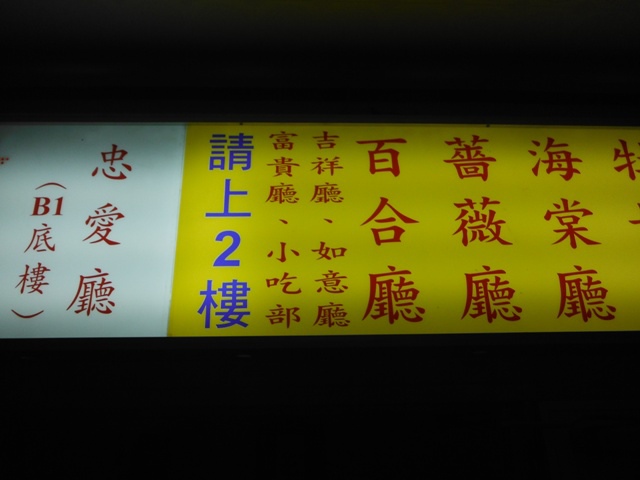 海棠廳
薔薇廳
百合廳
吉祥廳、如意廳
富貴廳、小吃部
請上2樓
忠愛廳
(B1底樓)